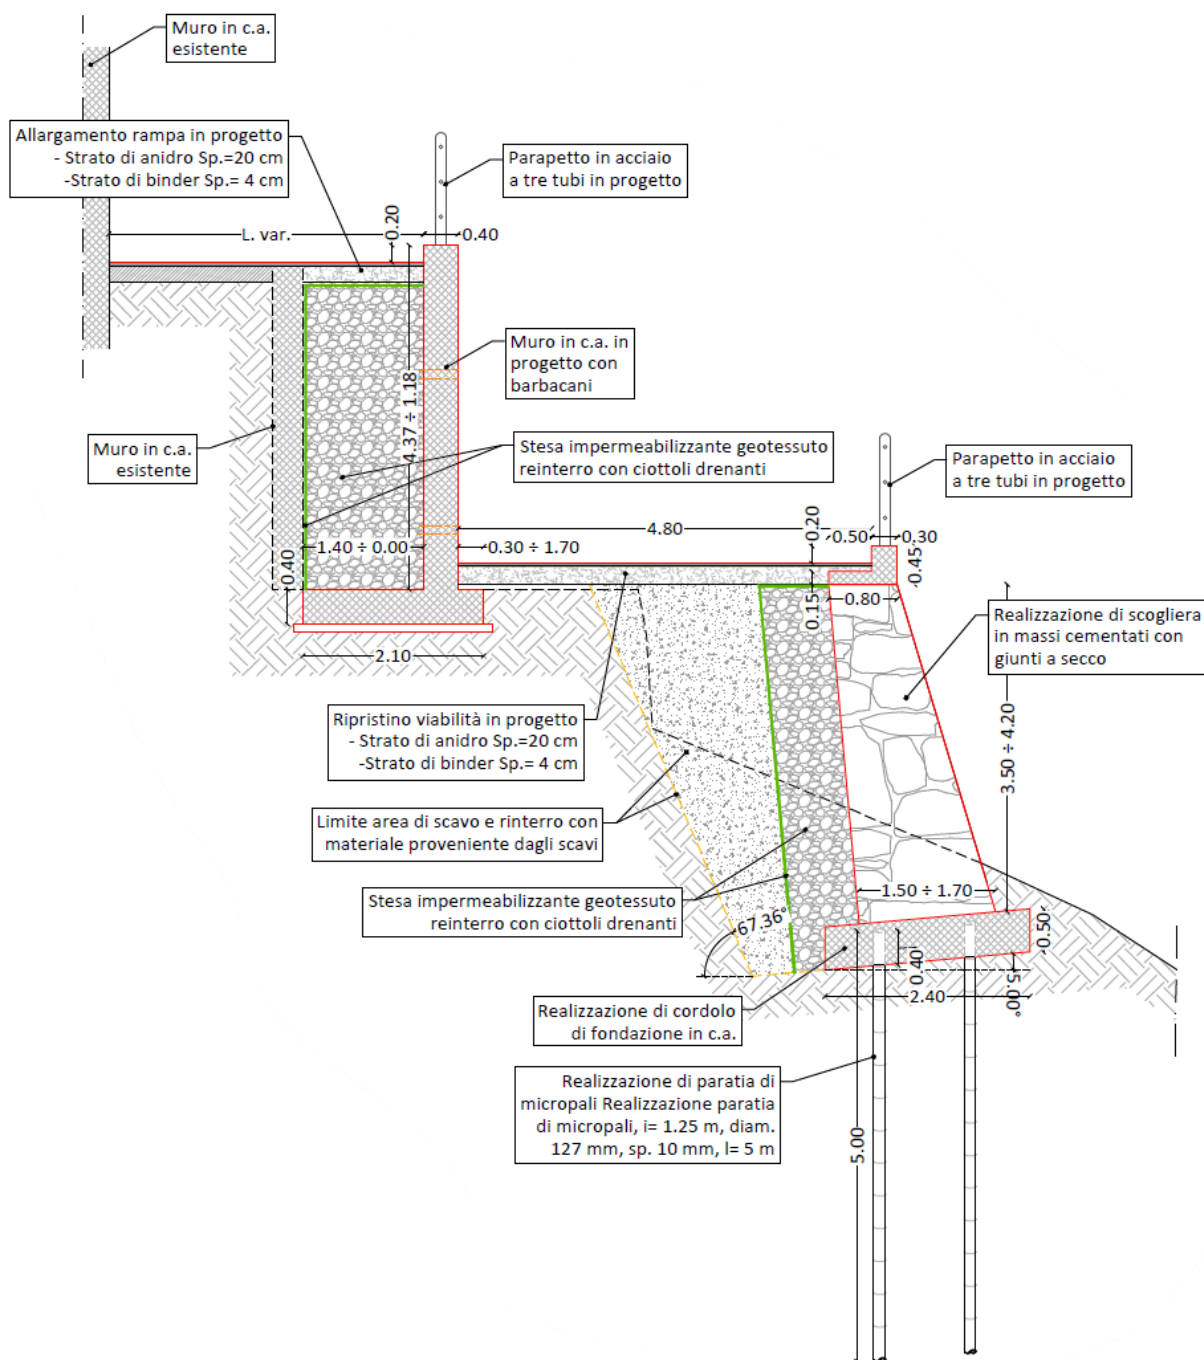 Muro in c.a.
esistente
Allargamento rampa in progetto
- Strato di anidro Sp.=20 cm
-Strato di binder Sp.= 4 cm
Parapetto in acciaio
a tre tubi in progetto
L. var.
0.20
0.40
Muro in c.a. in
progetto con
barbacani
4.37 ÷ 1.18
Muro in c.a.
esistente
Stesa impermeabilizzante geotessuto
reinterro con ciottoli drenanti
Parapetto in acciaio
a tre tubi in progetto
4.80
0.20
0.50
0.30
1.40 ÷ 0.00
0.30 ÷ 1.70
0.45
0.40
0.15
0.80
2.10
Realizzazione di scogliera
in massi cementati con
giunti a secco
Ripristino viabilità in progetto
- Strato di anidro Sp.=20 cm
-Strato di binder Sp.= 4 cm
3.50 ÷ 4.20
Limite area di scavo e rinterro con
materiale proveniente dagli scavi
Stesa impermeabilizzante geotessuto
reinterro con ciottoli drenanti
1.50 ÷ 1.70
67.36°
0.50
0.40
2.40
5.00°
Realizzazione di cordolo
di fondazione in c.a.
Realizzazione di paratia di
micropali Realizzazione paratia
di micropali, i= 1.25 m, diam.
127 mm, sp. 10 mm, l= 5 m
5.00